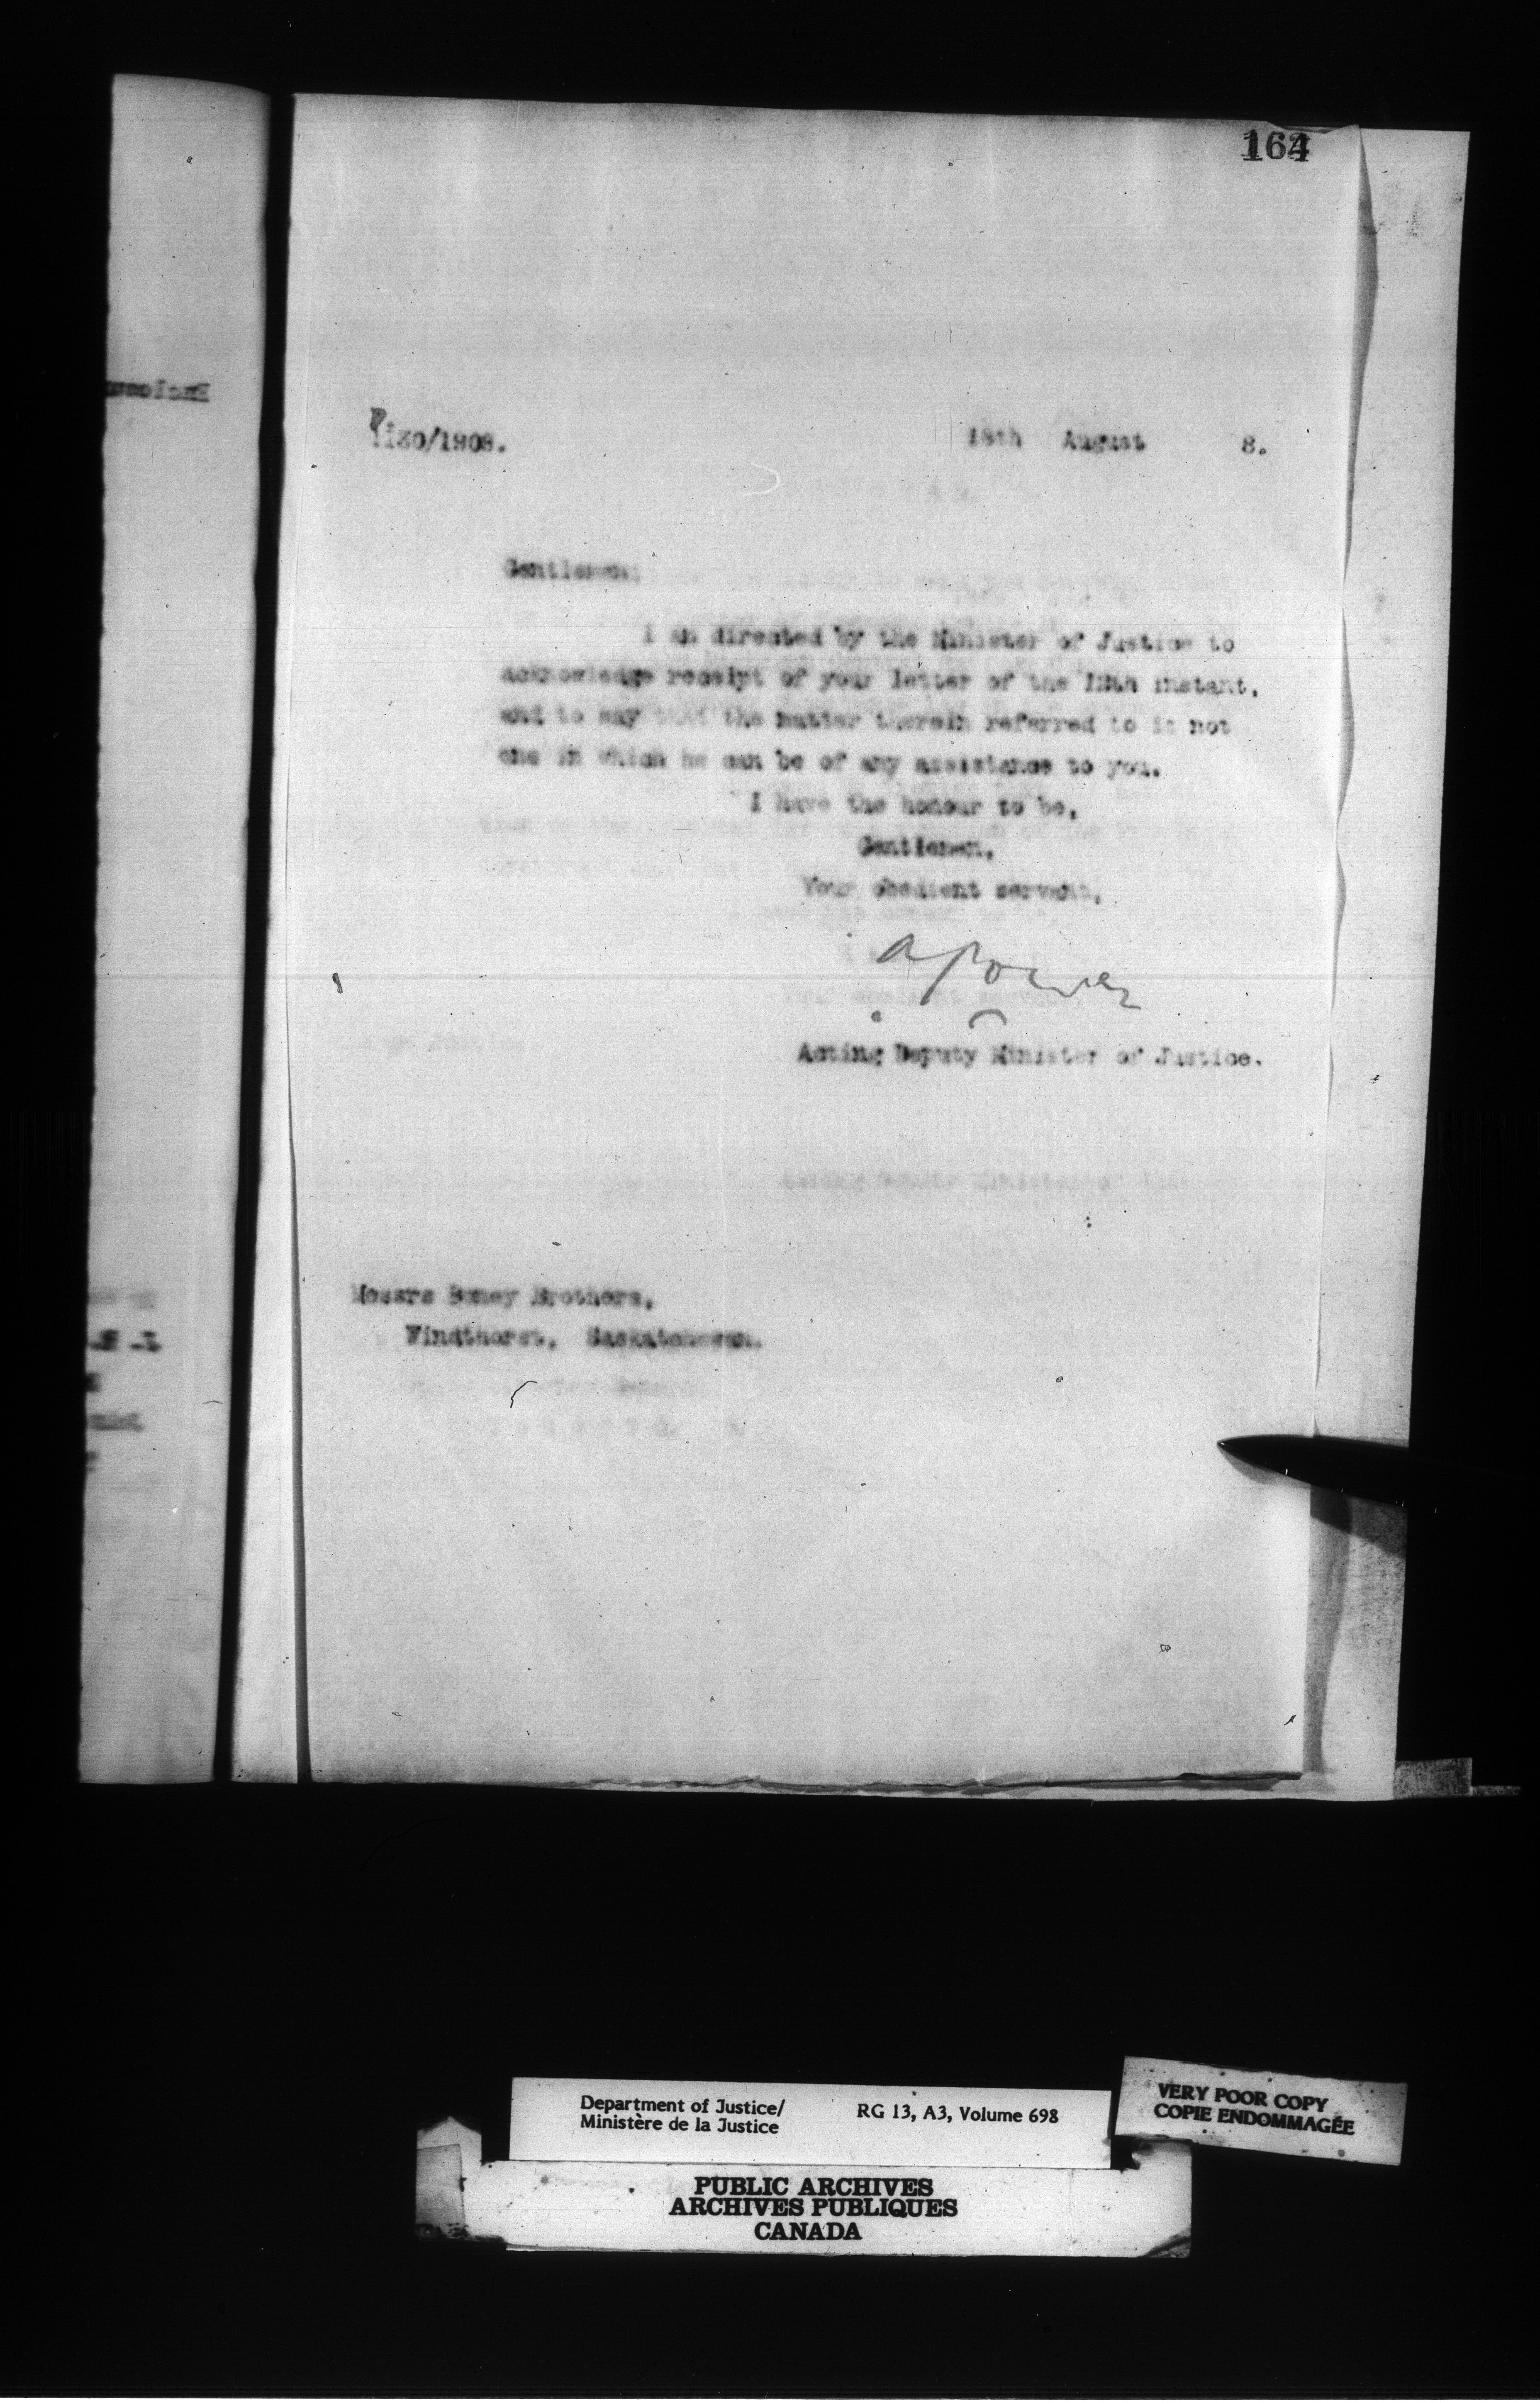 164
1130/1908.
18th August 8.
Gentlemen:
I am directed by the Minister of Justice to
acknowledge receipt of your letter of the 12th instant,
and to say that the matter therein referred to is not
one in which he can be of any assistance to you.
I have the honour to be,
Gentlemen,
Your obedient servant,
A Power
Acting Deputy Minister of Justice.
Messrs Brothers,
Windthorst, Saskatchewan.
Department of Justice/
Ministère de la Justice
RG 13, A3, Volume 698
VERY POOR COPY
COPIE ENDOMMAGÉE
PUBLIC ARCHIVES
ARCHIVES PUBLIQUES
CANADA